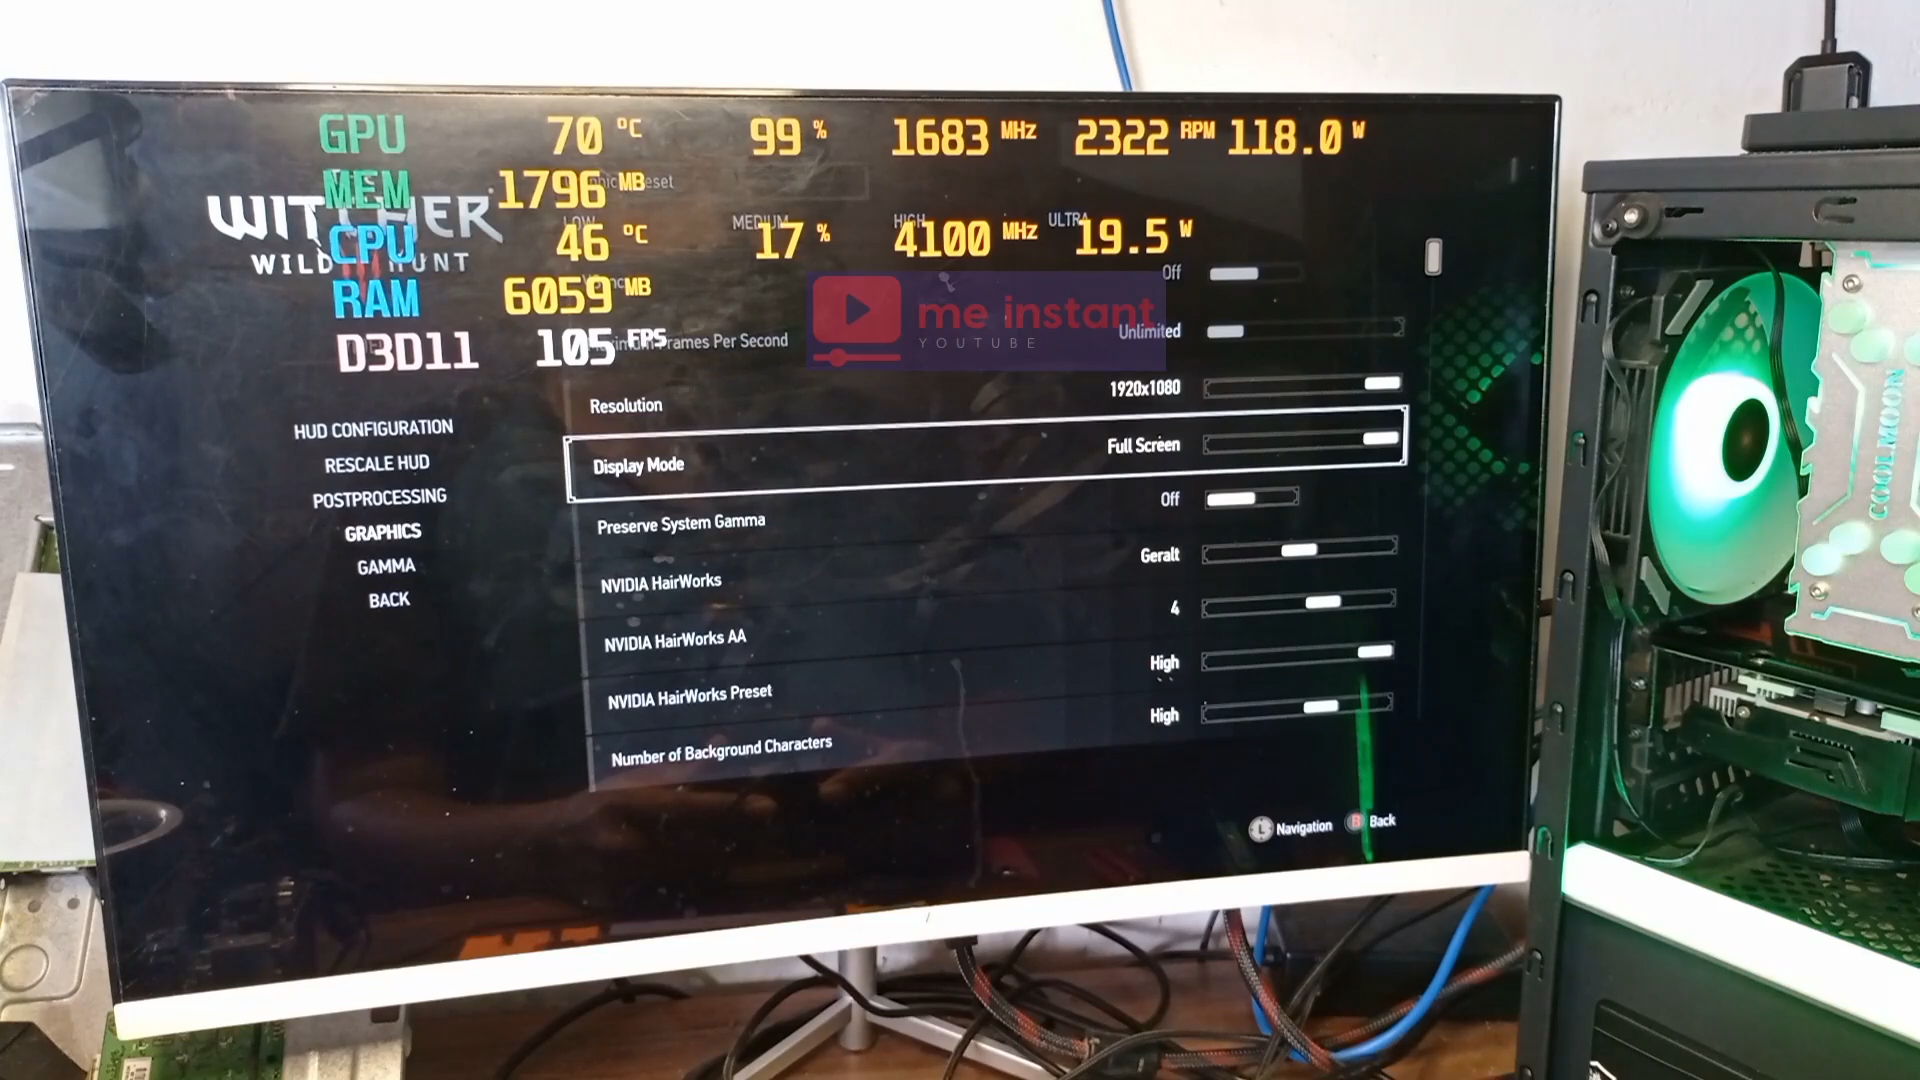 GPU 70 °C 99 % 1683 MHz 2322 RPM 118.0 W
MEM 1796 MB
LOW MEDIUM HIGH ULTRA
WITCHER
CPU 46 °C 17 % 4100 MHz 19.5 W
WILD HUNT
Off
RAM 6059 MB
me instant
YOUTUBE
Unlimited
D3D11 105 FPS
Frames Per Second
Resolution 1920x1080
Display Mode Full Screen
Preserve System Gamma Off
NVIDIA HairWorks Geralt
NVIDIA HairWorks AA 4
NVIDIA HairWorks Preset High
Number of Background Characters High
HUD CONFIGURATION
RESCALE HUD
POSTPROCESSING
GRAPHICS
GAMMA
BACK
L Navigation B Back
COOLMOON